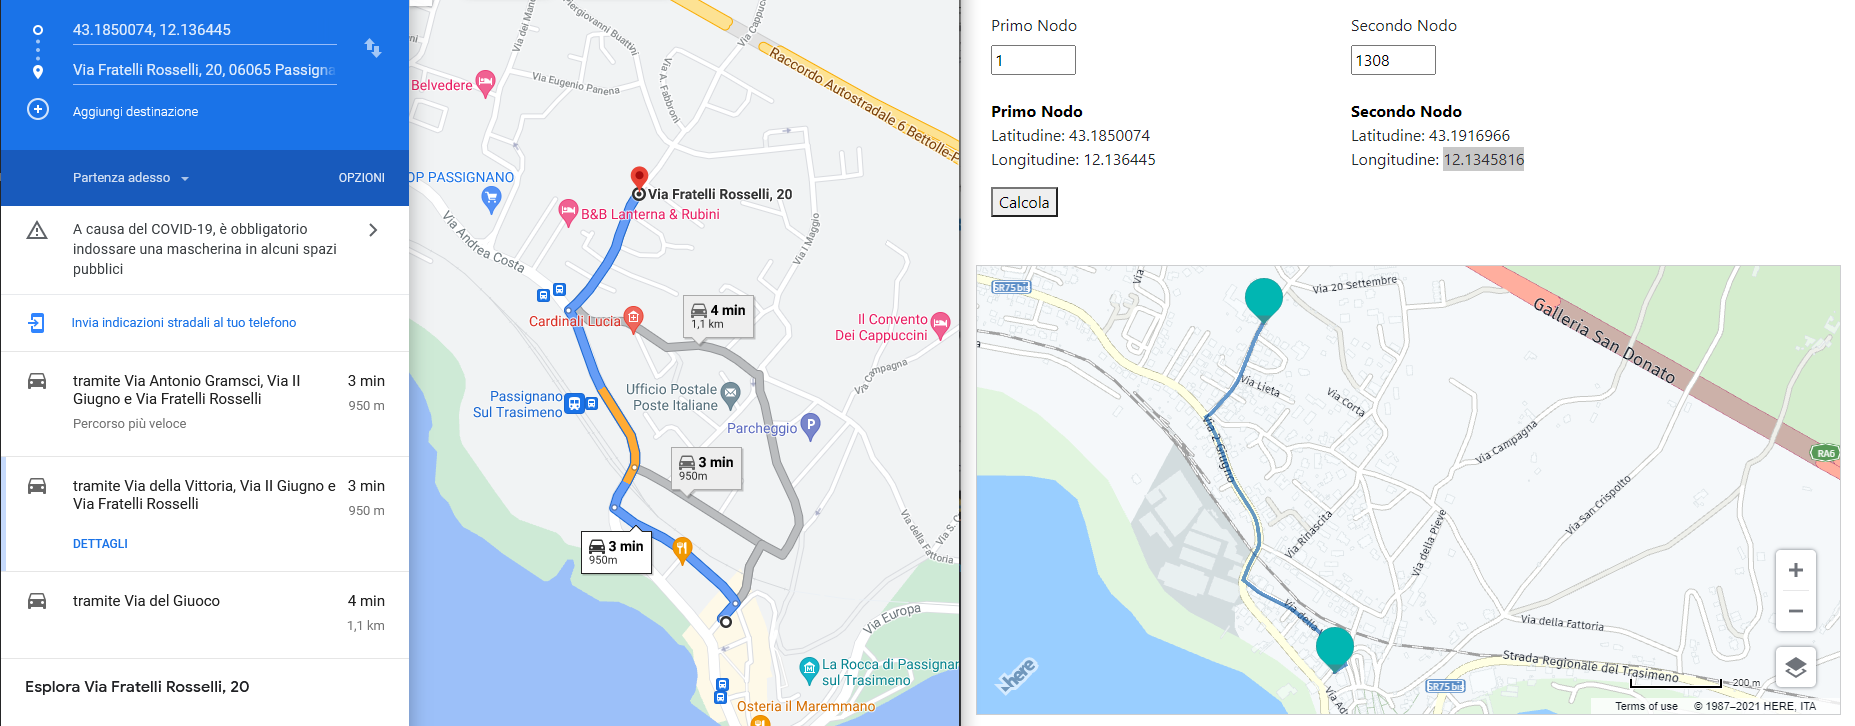 43.1850074, 12.136445
Via Fratelli Rosselli, 20, 06065 Passigna
Aggiungi destinazione
Partenza adesso
OPZIONI
A causa del COVID-19, è obbligatorio
indossare una mascherina in alcuni spazi
pubblici
Invia indicazioni stradali al tuo telefono
tramite Via Antonio Gramsci, Via II
Giugno e Via Fratelli Rosselli
3 min
950 m
Percorso più veloce
tramite Via della Vittoria, Via II Giugno e
Via Fratelli Rosselli
3 min
950 m
DETTAGLI
tramite Via del Giuoco
4 min
1,1 km
Esplora Via Fratelli Rosselli, 20
Via del Mare
Piergiovanni Buattini
Via Cappuc
Raccordo Autostradale 6 Bettolle-P
Belvedere
Via Eugenio Panena
Via A. Fabbroni
OP PASSIGNANO
Via Fratelli Rosselli, 20
B&B Lanterna & Rubini
Via Andrea Costa
Via I Maggio
Cardinali Lucia
4 min
1,1 km
Il Convento
Dei Cappuccini
Via Campagna
Passignano
Sul Trasimeno
Ufficio Postale
Poste Italiane
Parcheggio
P
3 min
950m
3 min
950m
Via della Fattoria
Via S. C
Via Europa
La Rocca di Passignan
sul Trasimeno
Osteria il Maremmano
Primo Nodo
1
Secondo Nodo
1308
Primo Nodo
Latitudine: 43.1850074
Longitudine: 12.136445
Secondo Nodo
Latitudine: 43.1916966
Longitudine: 12.1345816
Calcola
SR75 bis
Via
Via 20 Settembre
Galleria San Donato
Via Lieta
Via Corta
Via 2 Giugno
Via Campagna
RA6
Via San Crispolto
Via Rinascita
Via della Pieve
Via della
Via della Fattoria
Strada Regionale del Trasimeno
SR75 bis
Via Ad
200 m
here
Terms of use
© 1987–2021 HERE, ITA